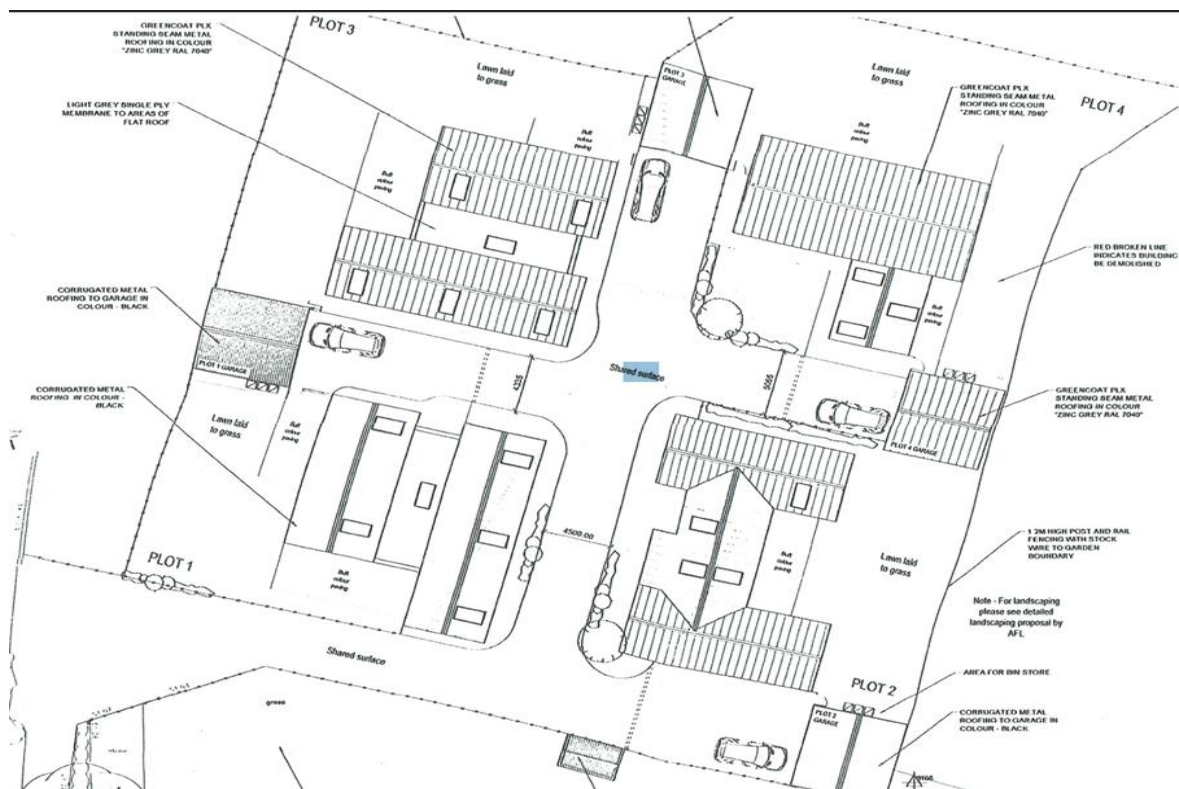 GREENCOAT PLX
STANDING SEAM METAL
ROOFING IN COLOUR
"ZINC GREY RAL 7040"
PLOT 3
Lawn laid
to grass
PLOT 3
GARAGE
Lawn laid
to grass
GREENCOAT PLX
STANDING SEAM METAL
ROOFING IN COLOUR
"ZINC GREY RAL 7040"
PLOT 4
LIGHT GREY SINGLE PLY
MEMBRANE TO AREAS OF
FLAT ROOF
Buff
colour
paving
Buff
colour
paving
Buff
colour
paving
RED BROKEN LINE
INDICATES BUILDING
BE DEMOLISHED
CORRUGATED METAL
ROOFING TO GARAGE IN
COLOUR - BLACK
Buff
colour
paving
PLOT 1 GARAGE
4335
Shared surface
5095
CORRUGATED METAL
ROOFING IN COLOUR -
BLACK
GREENCOAT PLX
STANDING SEAM METAL
ROOFING IN COLOUR
"ZINC GREY RAL 7040"
Lawn laid
to grass
Buff
colour
paving
PLOT 4 GARAGE
4500.00
1.2M HIGH POST AND RAIL
FENCING WITH STOCK
WIRE TO GARDEN
BOUNDARY
PLOT 1
Buff
colour
paving
Buff
colour
paving
Lawn laid
to grass
Note - For landscaping
please see detailed
landscaping proposal by
AFL
Shared surface
AREA FOR BIN STORE
PLOT 2
grass
PLOT 2
GARAGE
CORRUGATED METAL
ROOFING TO GARAGE IN
COLOUR - BLACK